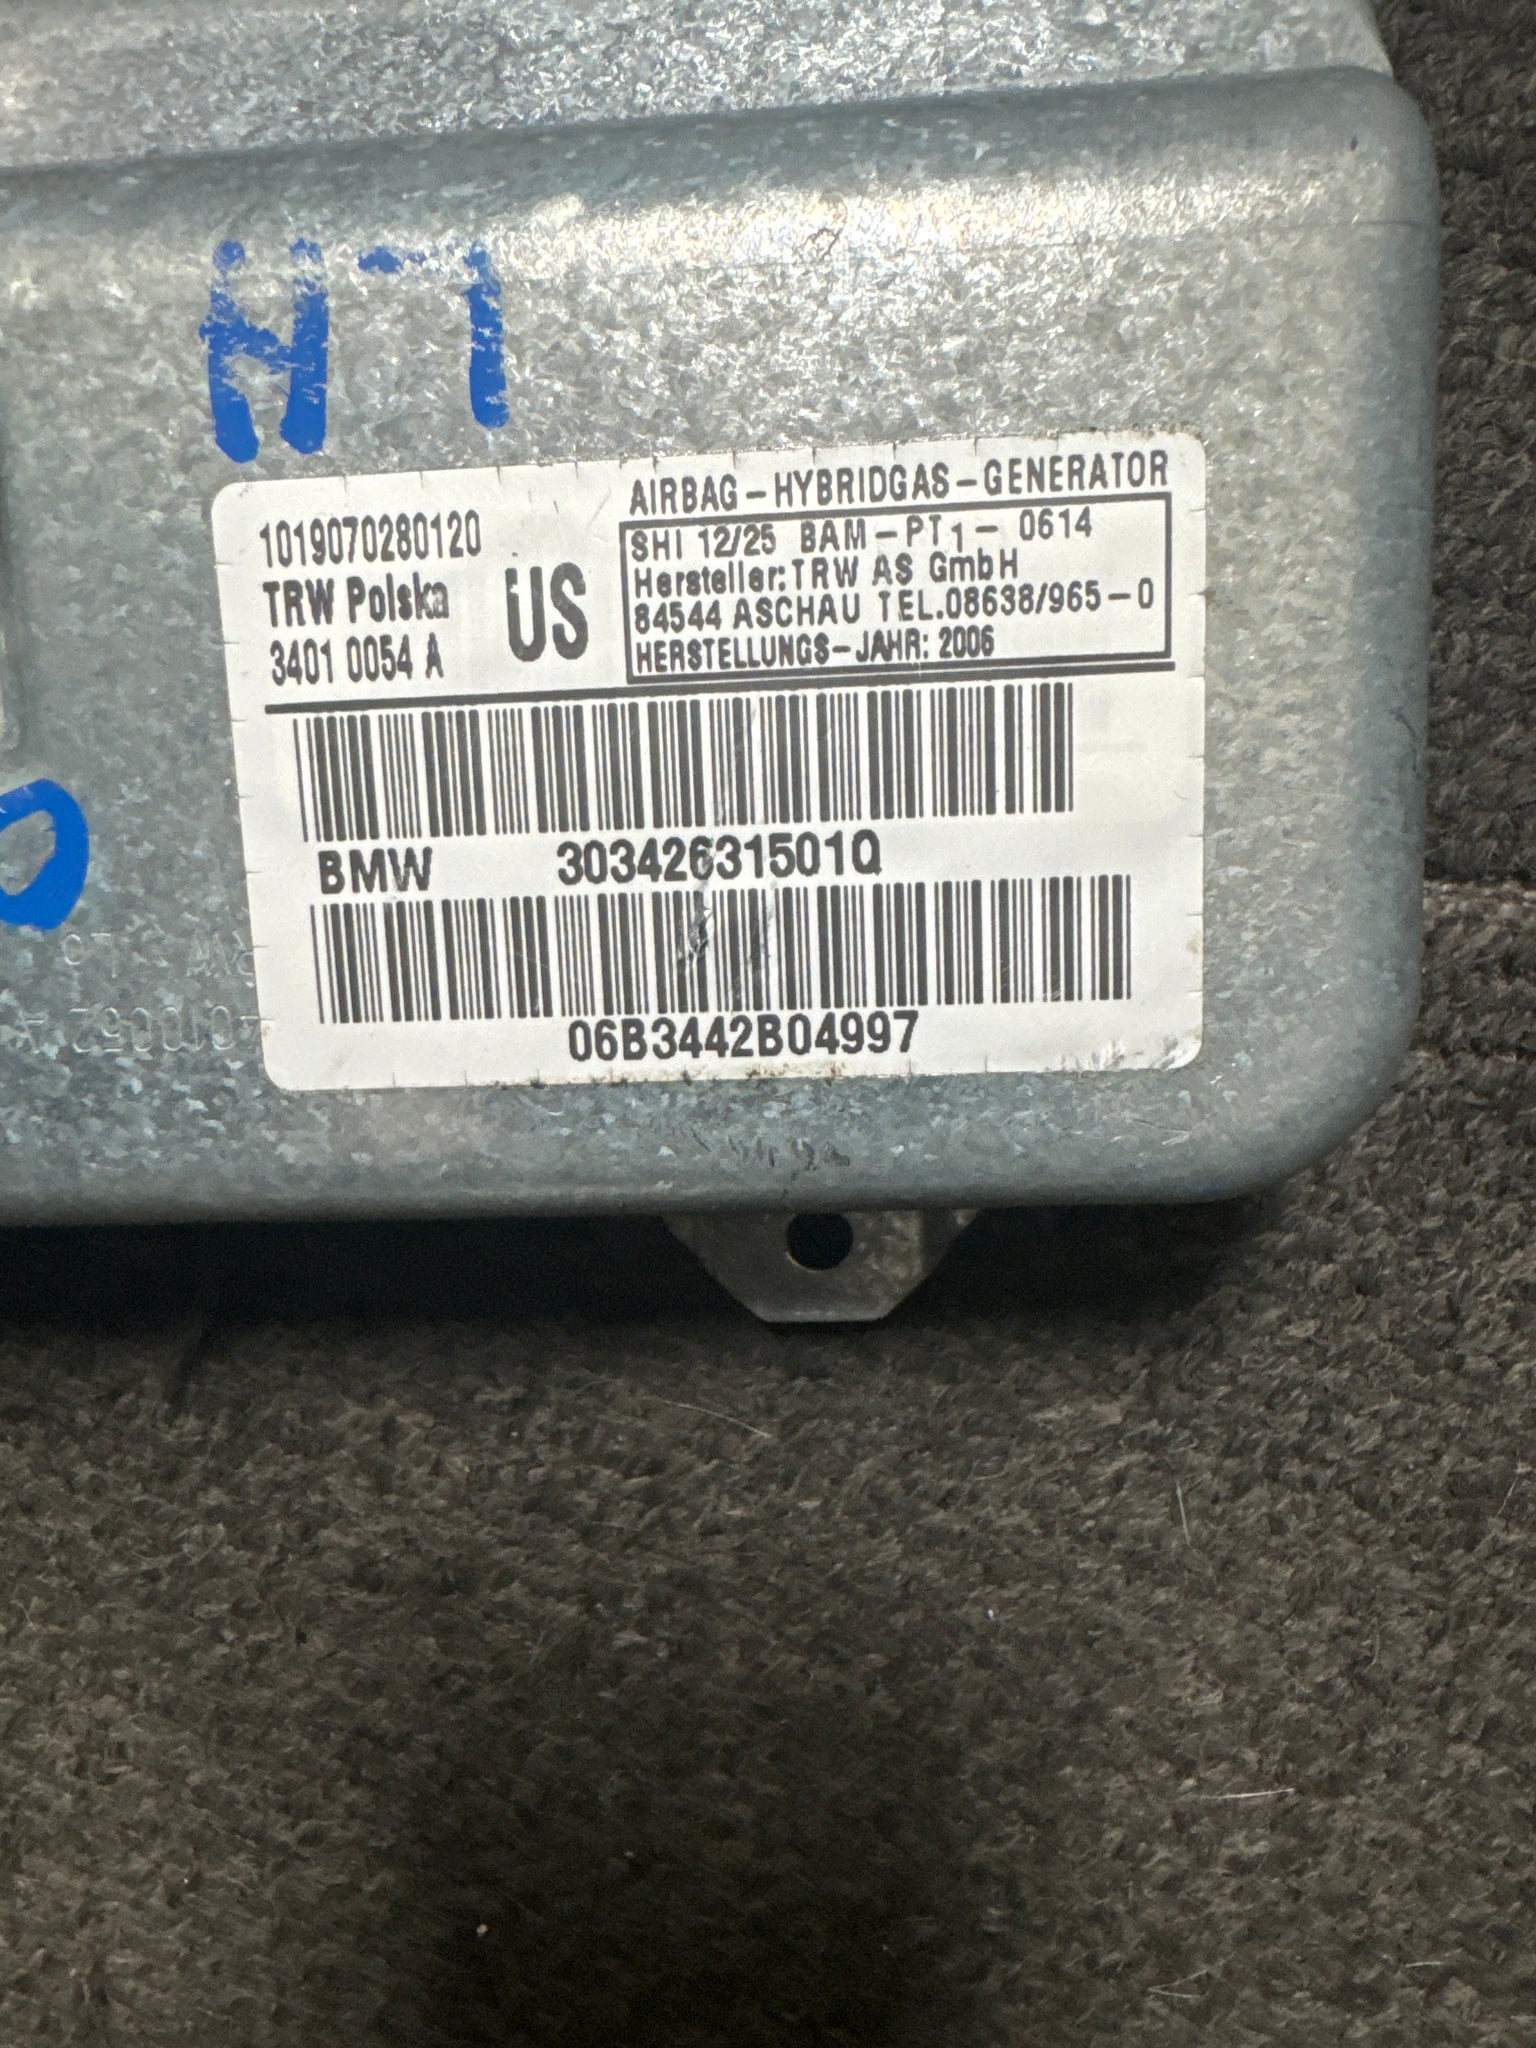 H7
1019070280120
TRW Polska
3401 0054 A
US
AIRBAG-HYBRIDGAS-GENERATOR
SHI 12/25 BAM-PT1- 0614
Hersteller: TRW AS GmbH
84544 ASCHAU TEL.08638/965-0
HERSTELLUNGS-JAHR: 2006
BMW 30342631501Q
06B3442B04997